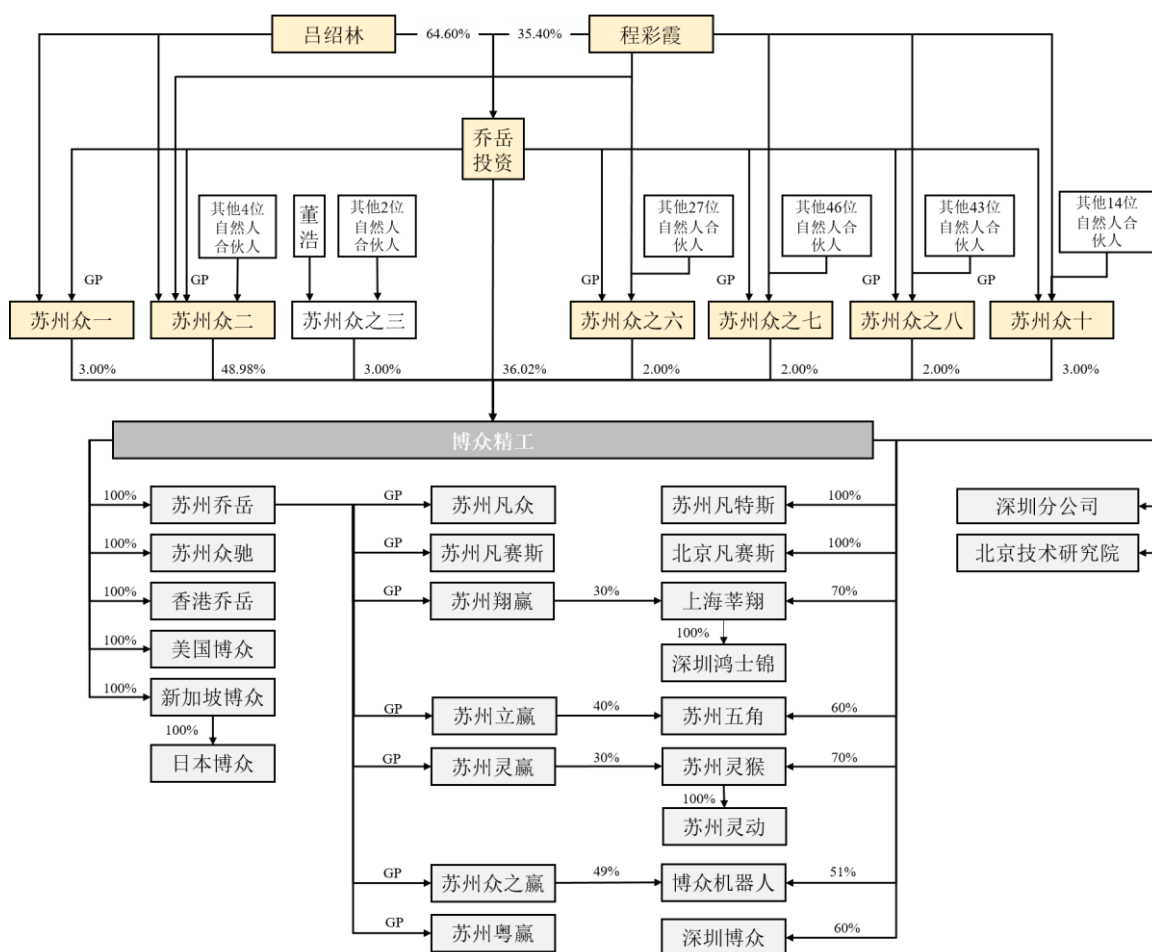 吕绍林
64.60%
35.40%
程彩霞
乔岳
投资
其他4位
自然人
合伙人
董浩
其他2位
自然人
合伙人
其他27位
自然人合
伙人
其他46位
自然人合
伙人
其他43位
自然人合
伙人
其他14位
自然人合
伙人
GP
GP
GP
GP
GP
GP
苏州众一
苏州众二
苏州众之三
苏州众之六
苏州众之七
苏州众之八
苏州众十
3.00%
48.98%
3.00%
36.02%
2.00%
2.00%
2.00%
3.00%
博众精工
100%
苏州乔岳
GP
苏州凡众
苏州凡特斯
100%
深圳分公司
100%
苏州众驰
GP
苏州凡赛斯
北京凡赛斯
100%
北京技术研究院
100%
香港乔岳
GP
苏州翔赢
30%
上海莘翔
70%
100%
美国博众
100%
深圳鸿士锦
100%
新加坡博众
GP
苏州立赢
40%
苏州五角
60%
100%
日本博众
GP
苏州灵赢
30%
苏州灵猴
70%
100%
苏州灵动
GP
苏州众之赢
49%
博众机器人
51%
GP
苏州粤赢
深圳博众
60%